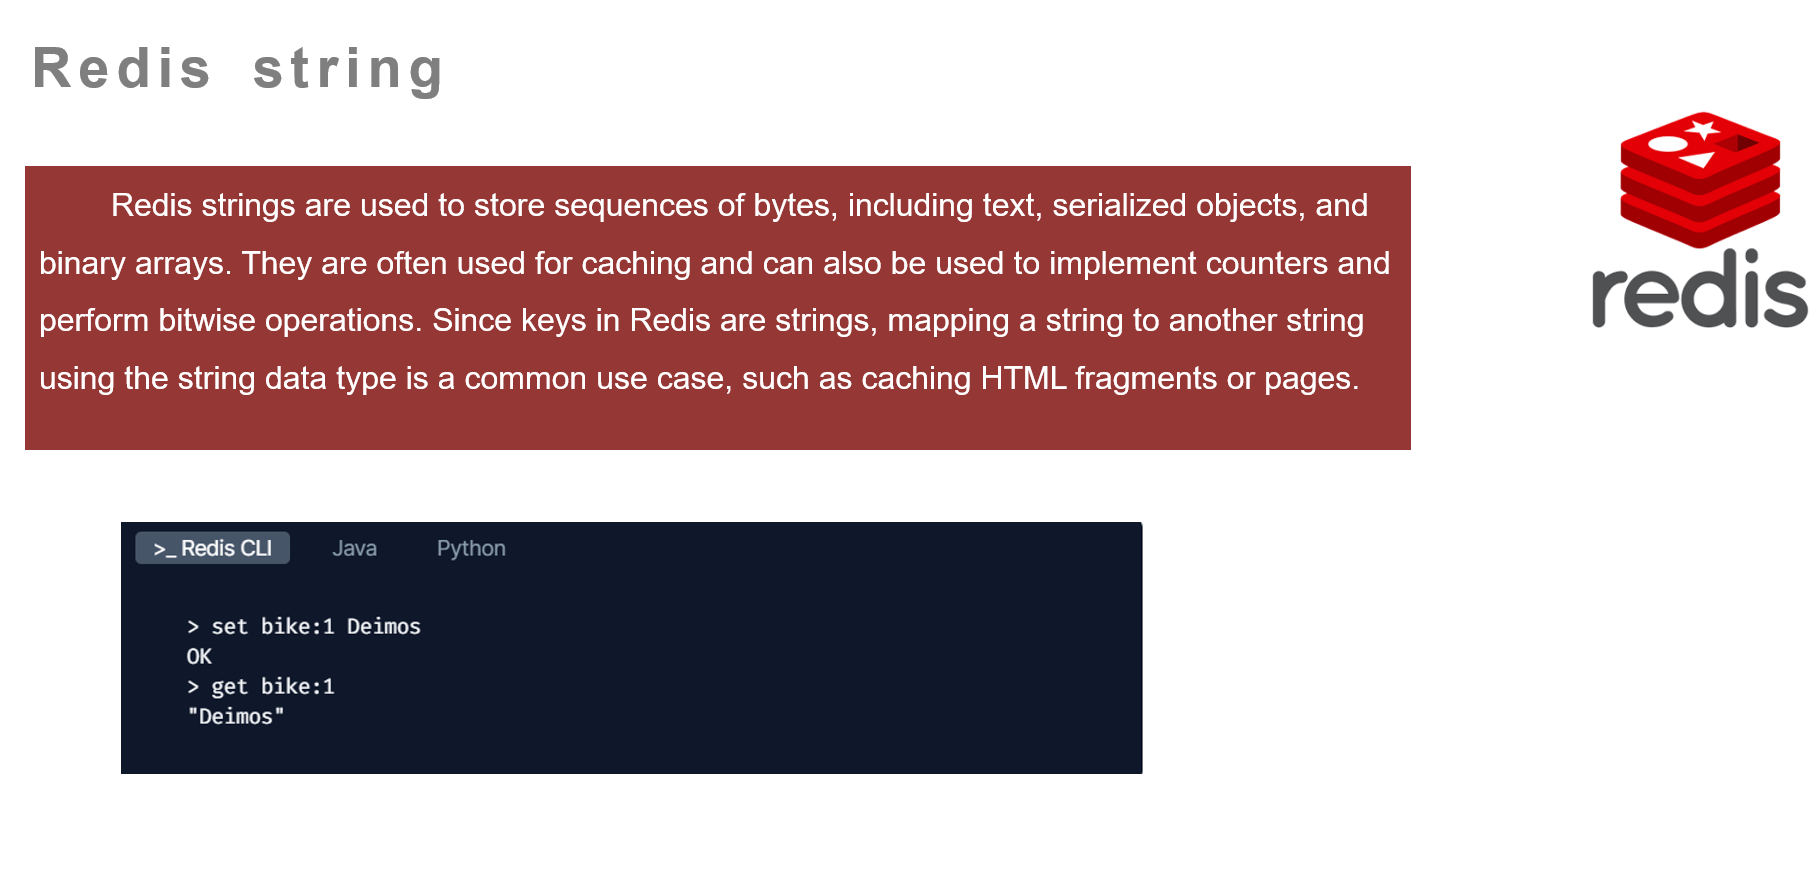 Redis string
Redis strings are used to store sequences of bytes, including text, serialized objects, and
binary arrays. They are often used for caching and can also be used to implement counters and
perform bitwise operations. Since keys in Redis are strings, mapping a string to another string
using the string data type is a common use case, such as caching HTML fragments or pages.
redis
>_ Redis CLI Java Python
> set bike:1 Deimos
OK
> get bike:1
"Deimos"